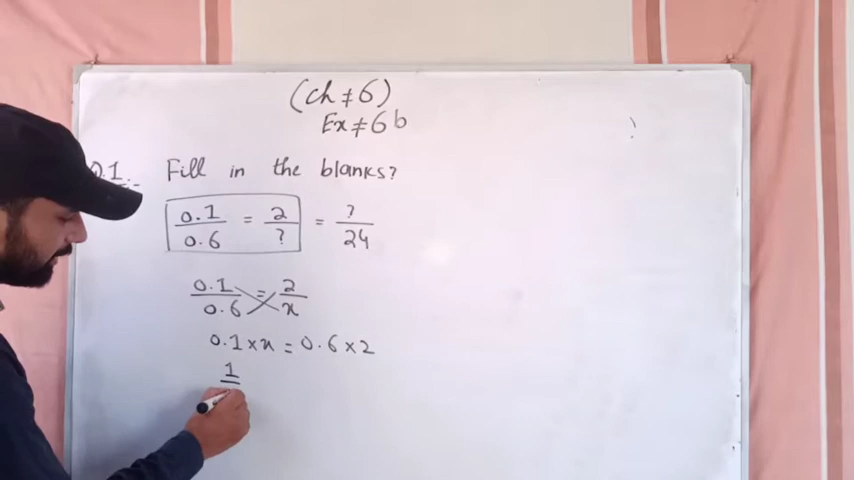 (Ch # 6)
Ex # 6 b
Q.1:- Fill in the blanks?
0.1/0.6 = 2/? = ?/24
0.1/0.6 = 2/x
0.1 × x = 0.6 × 2
1